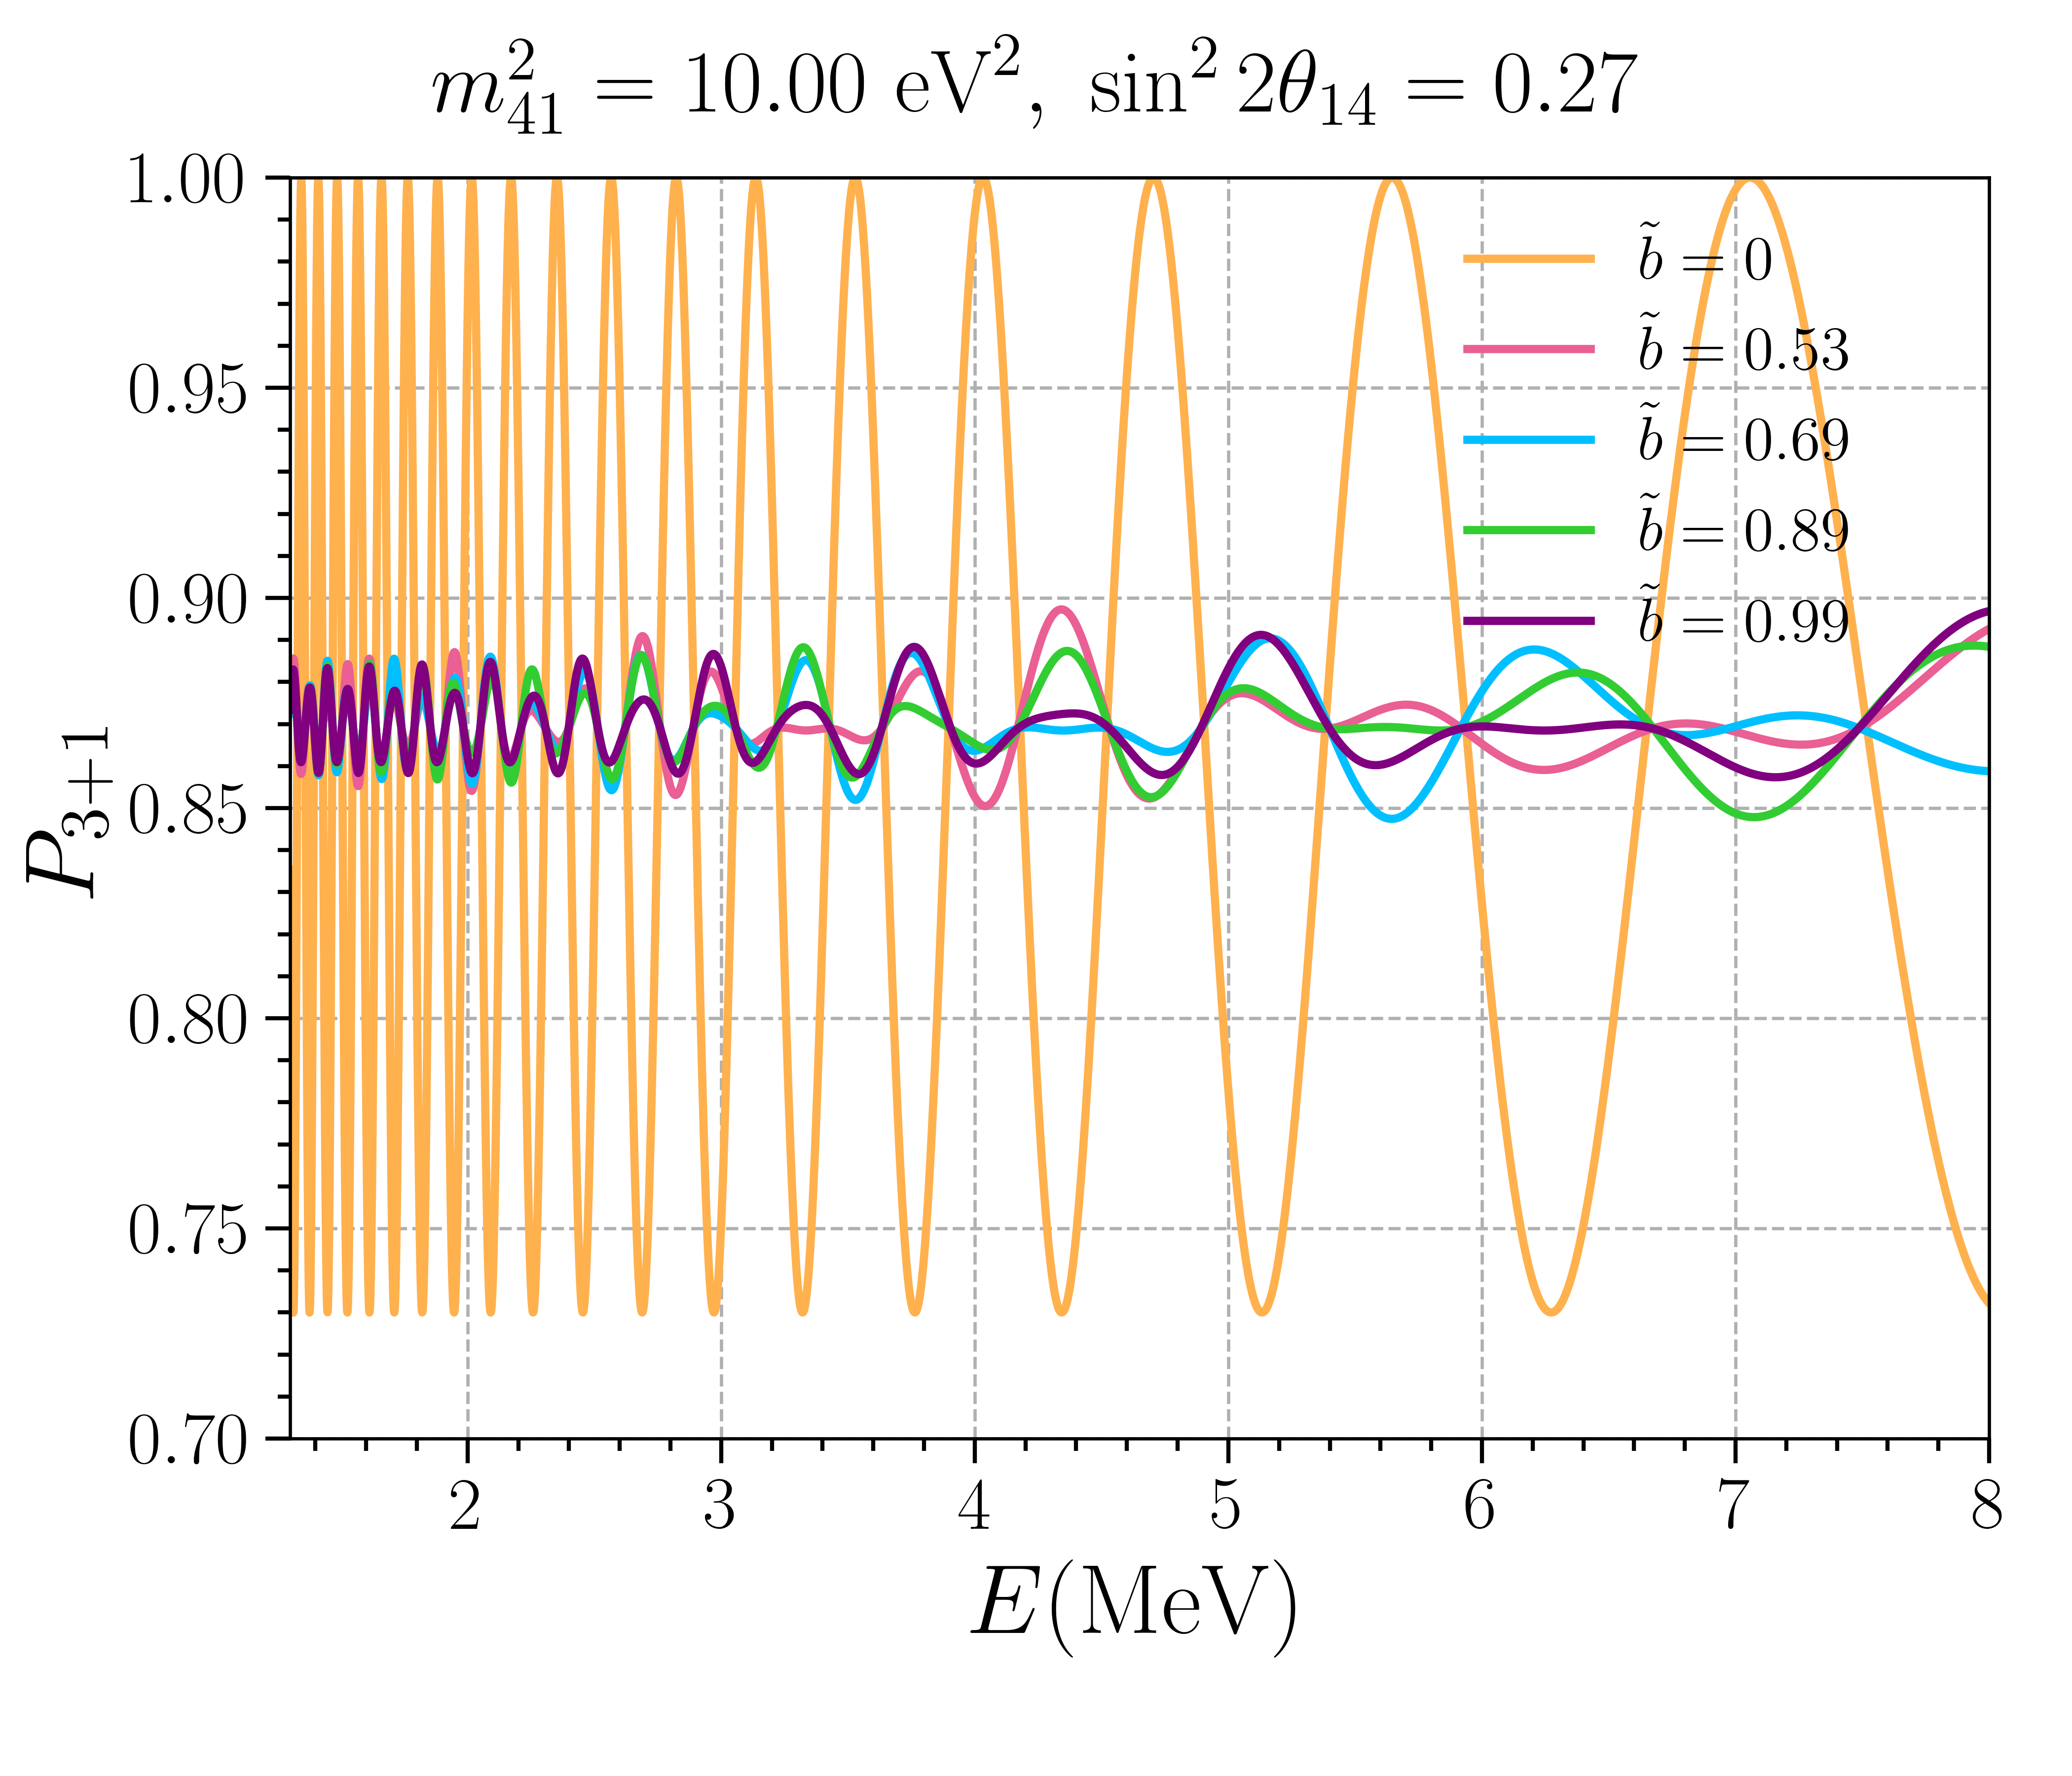 m²₄₁ = 10.00 eV², sin² 2θ₁₄ = 0.27
1.00
0.95
0.90
0.85
0.80
0.75
0.70
P₃₊₁
b̃ = 0
b̃ = 0.53
b̃ = 0.69
b̃ = 0.89
b̃ = 0.99
2 3 4 5 6 7 8
E(MeV)